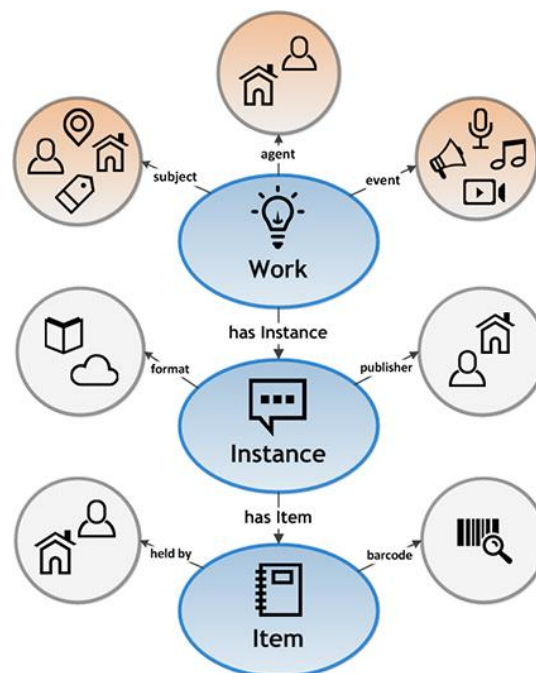 agent
subject
event
Work
has Instance
format
publisher
Instance
has Item
held by
barcode
Item